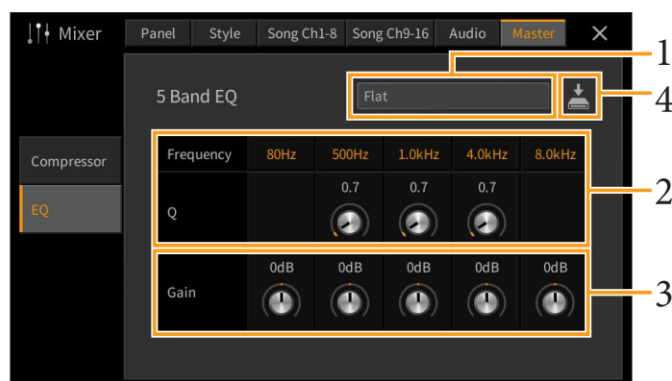 Mixer Panel Style Song Ch1-8 Song Ch9-16 Audio Master ×
1
5 Band EQ Flat
4
Compressor
EQ
Frequency 80Hz 500Hz 1.0kHz 4.0kHz 8.0kHz
2
0.7 0.7 0.7
Q
0dB 0dB 0dB 0dB 0dB
Gain
3